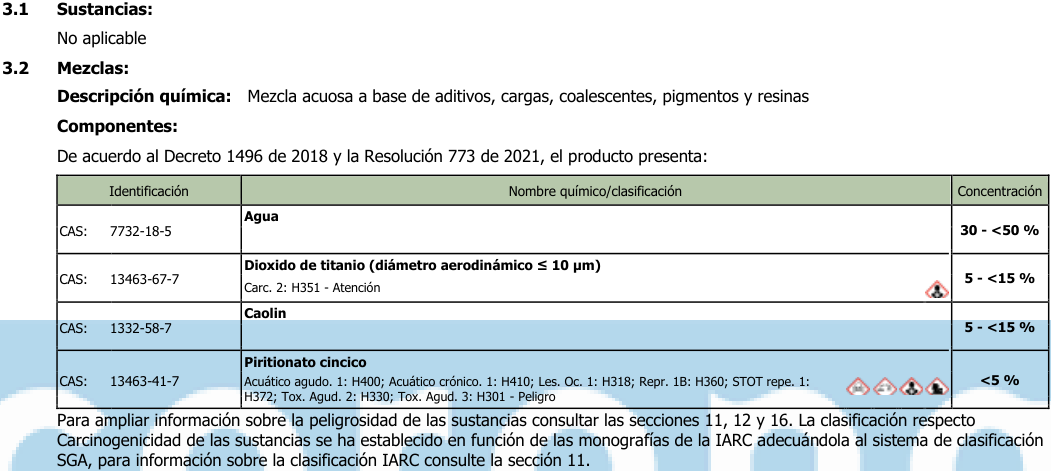 3.1 Sustancias:
No aplicable
3.2 Mezclas:
Descripción química: Mezcla acuosa a base de aditivos, cargas, coalescentes, pigmentos y resinas
Componentes:
De acuerdo al Decreto 1496 de 2018 y la Resolución 773 de 2021, el producto presenta:
Identificación Nombre químico/clasificación Concentración
Agua
CAS: 7732-18-5 30 - <50 %
Dioxido de titanio (diámetro aerodinámico ≤ 10 µm)
CAS: 13463-67-7 5 - <15 %
Carc. 2: H351 - Atención
Caolin
CAS: 1332-58-7 5 - <15 %
Piritionato cincico
CAS: 13463-41-7 <5 %
Acuático agudo. 1: H400; Acuático crónico. 1: H410; Les. Oc. 1: H318; Repr. 1B: H360; STOT repe. 1:
H372; Tox. Agud. 2: H330; Tox. Agud. 3: H301 - Peligro
Para ampliar información sobre la peligrosidad de las sustancias consultar las secciones 11, 12 y 16. La clasificación respecto
Carcinogenicidad de las sustancias se ha establecido en función de las monografías de la IARC adecuándola al sistema de clasificación
SGA, para información sobre la clasificación IARC consulte la sección 11.